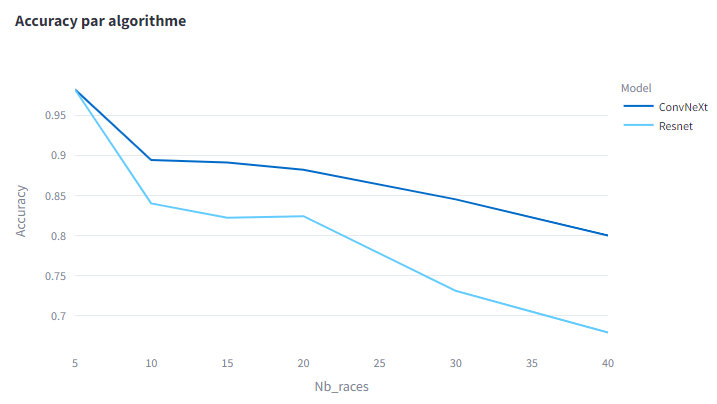 Accuracy par algorithme
Model
ConvNeXt
Resnet
Accuracy
0.95
0.9
0.85
0.8
0.75
0.7
5 10 15 20 25 30 35 40
Nb_races